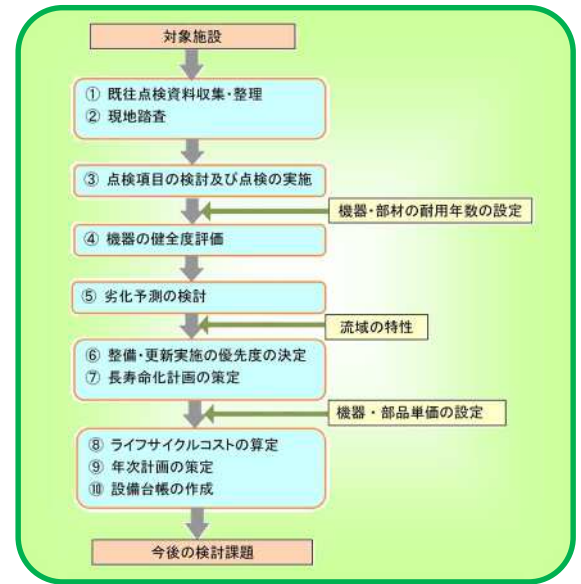 対象施設
① 既往点検資料収集・整理
② 現地踏査
③ 点検項目の検討及び点検の実施
機器・部材の耐用年数の設定
④ 機器の健全度評価
⑤ 劣化予測の検討
流域の特性
⑥ 整備・更新実施の優先度の決定
⑦ 長寿命化計画の策定
機器・部品単価の設定
⑧ ライフサイクルコストの算定
⑨ 年次計画の策定
⑩ 設備台帳の作成
今後の検討課題